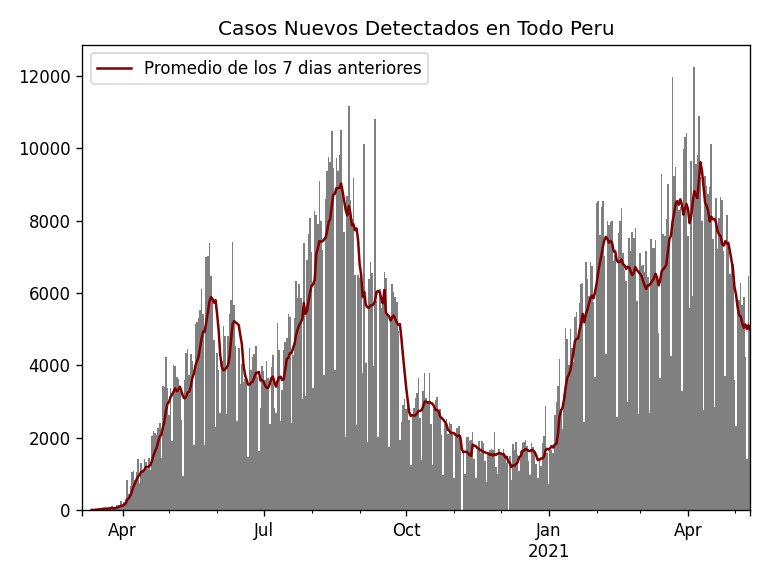 Casos Nuevos Detectados en Todo Peru
Promedio de los 7 dias anteriores
12000
10000
8000
6000
4000
2000
0
Apr
Jul
Oct
Jan
2021
Apr